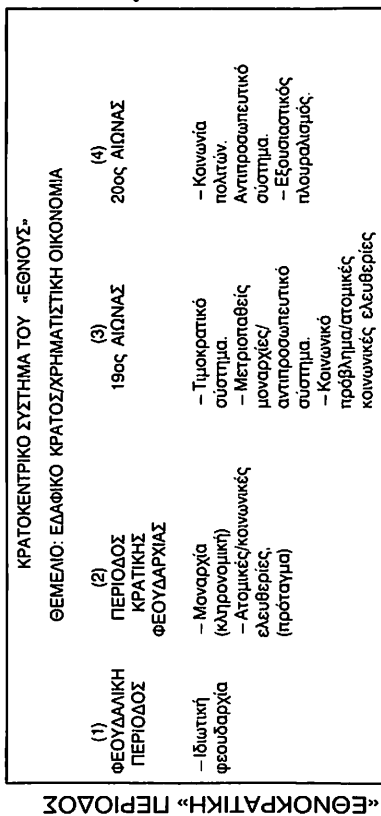 «ΕΘΝΟΚΡΑΤΙΚΗ» ΠΕΡΙΟΔΟΣ
ΚΡΑΤΟΚΕΝΤΡΙΚΟ ΣΥΣΤΗΜΑ ΤΟΥ «ΕΘΝΟΥΣ»
ΘΕΜΕΛΙΟ: ΕΔΑΦΙΚΟ ΚΡΑΤΟΣ/ΧΡΗΜΑΤΙΣΤΙΚΗ ΟΙΚΟΝΟΜΙΑ
(1)
ΦΕΟΥΔΑΛΙΚΗ
ΠΕΡΙΟΔΟΣ
– Ιδιωτική
φεουδαρχία
(2)
ΠΕΡΙΟΔΟΣ
ΚΡΑΤΙΚΗΣ
ΦΕΟΥΔΑΡΧΙΑΣ
– Μοναρχία
(κληρονομική)
– Ατομικές/κοινωνικές
ελευθερίες,
(πρόταγμα)
(3)
19ος ΑΙΩΝΑΣ
– Τιμοκρατικό
σύστημα.
– Μετριοπαθείς
μοναρχίες/
αντιπροσωπευτικό
σύστημα.
– Κοινωνικό
πρόβλημα/ατομικές
κοινωνικές ελευθερίες
(4)
20ος ΑΙΩΝΑΣ
– Κοινωνία
πολιτών.
Αντιπροσωπευτικό
σύστημα.
– Εξουσιαστικός
πλουραλισμός.